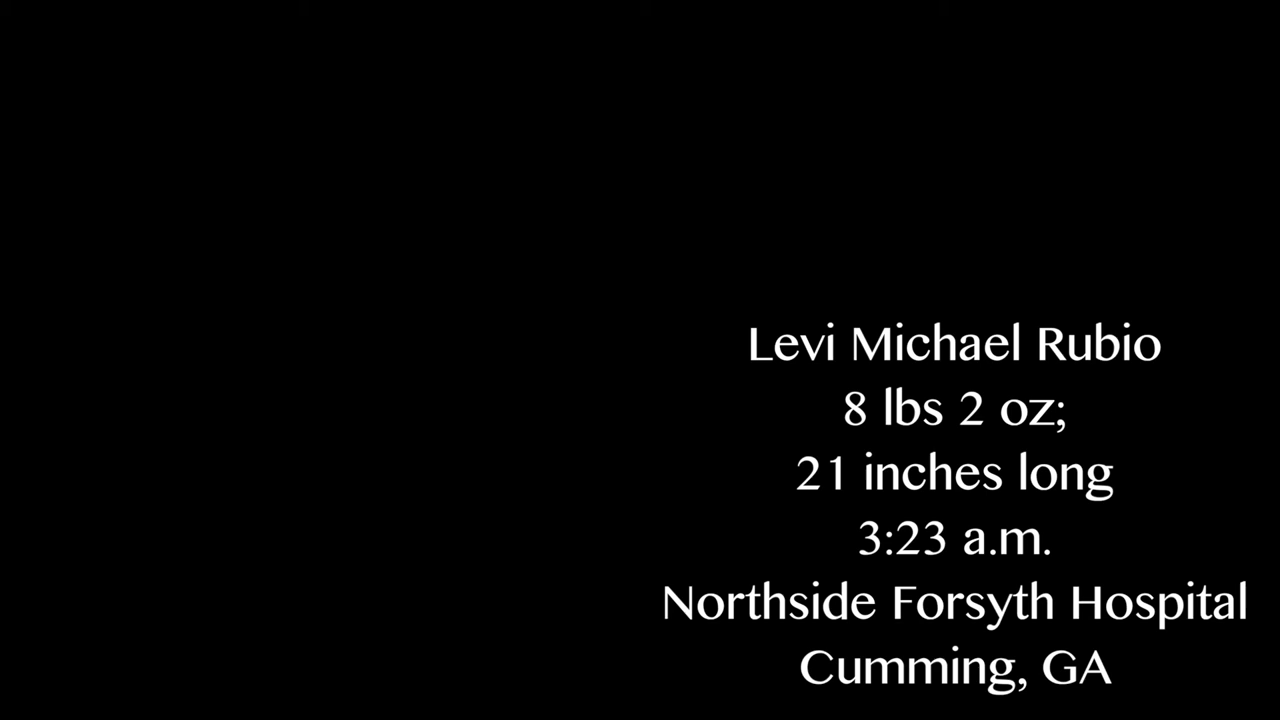 Levi Michael Rubio
8 lbs 2 oz;
21 inches long
3:23 a.m.
Northside Forsyth Hospital
Cumming, GA